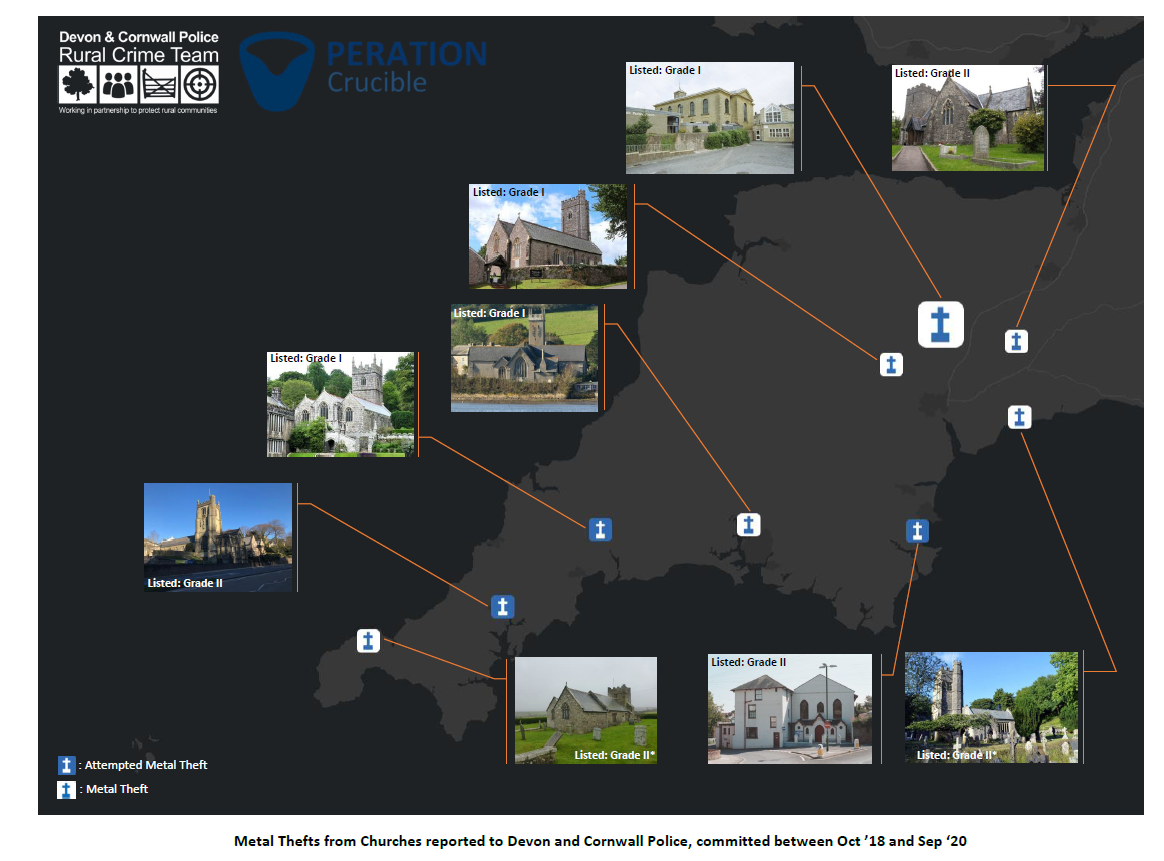 Devon & Cornwall Police
Rural Crime Team
Working in partnership to protect rural communities
PERATION
Crucible
Listed: Grade I
Listed: Grade II
Listed: Grade I
Listed: Grade I
Listed: Grade I
Listed: Grade II
Listed: Grade II*
Listed: Grade II
Listed: Grade II*
: Attempted Metal Theft
: Metal Theft
Metal Thefts from Churches reported to Devon and Cornwall Police, committed between Oct ’18 and Sep ‘20